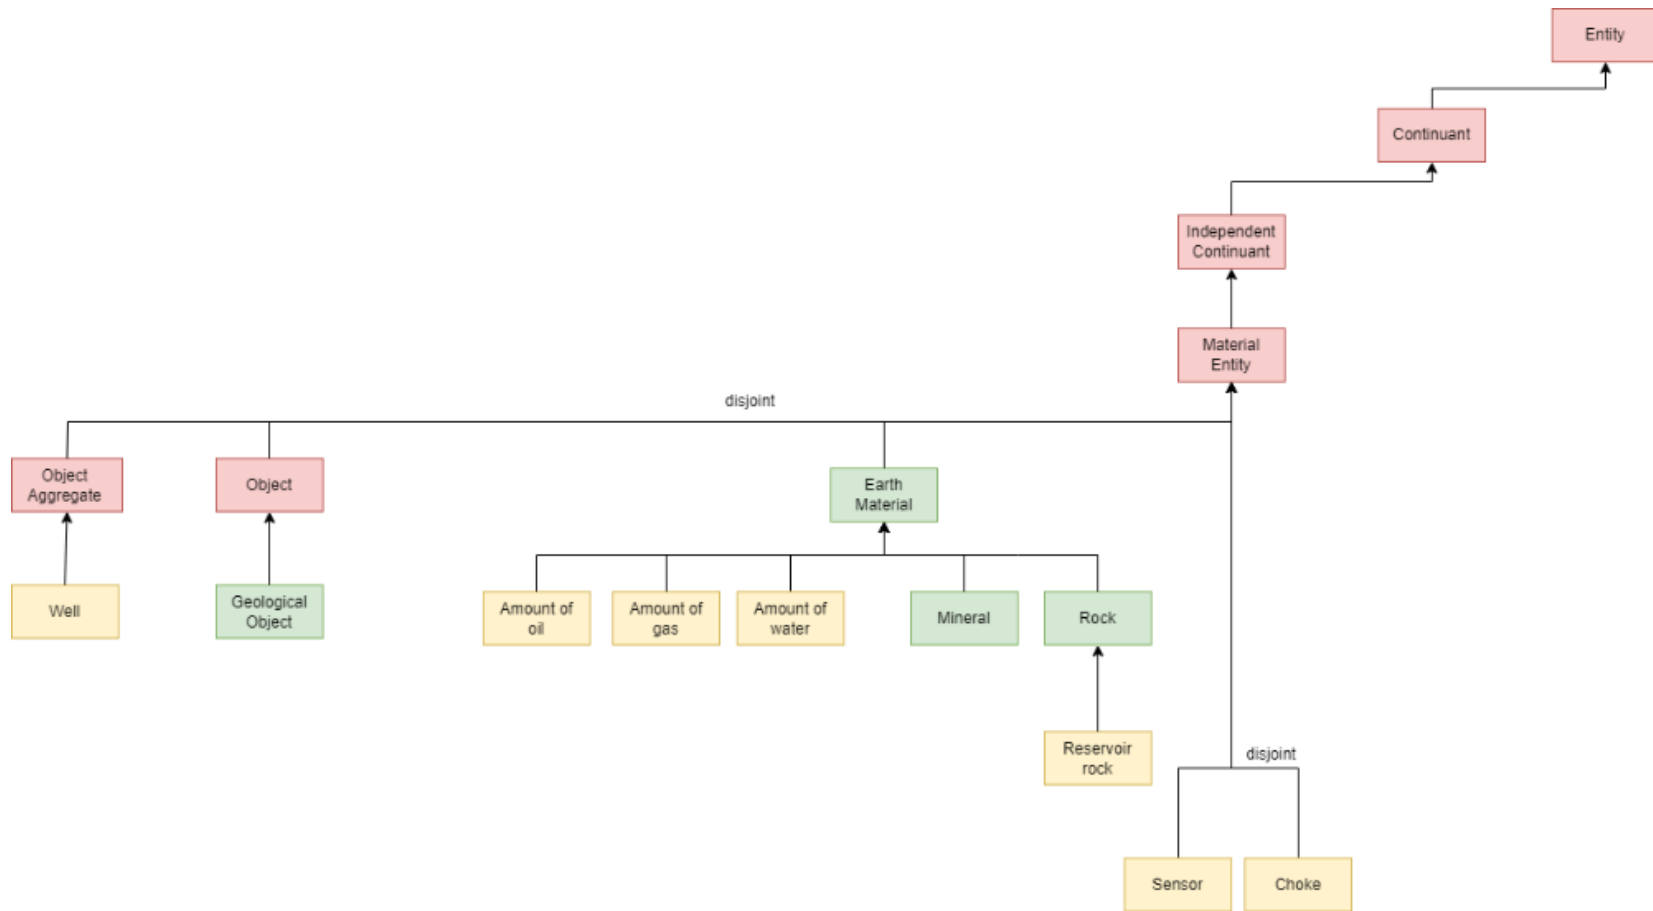 Entity
Continuant
Independent
Continuant
Material
Entity
disjoint
Object
Aggregate
Object
Earth
Material
Well
Geological
Object
Amount of
oil
Amount of
gas
Amount of
water
Mineral
Rock
Reservoir
rock
disjoint
Sensor
Choke